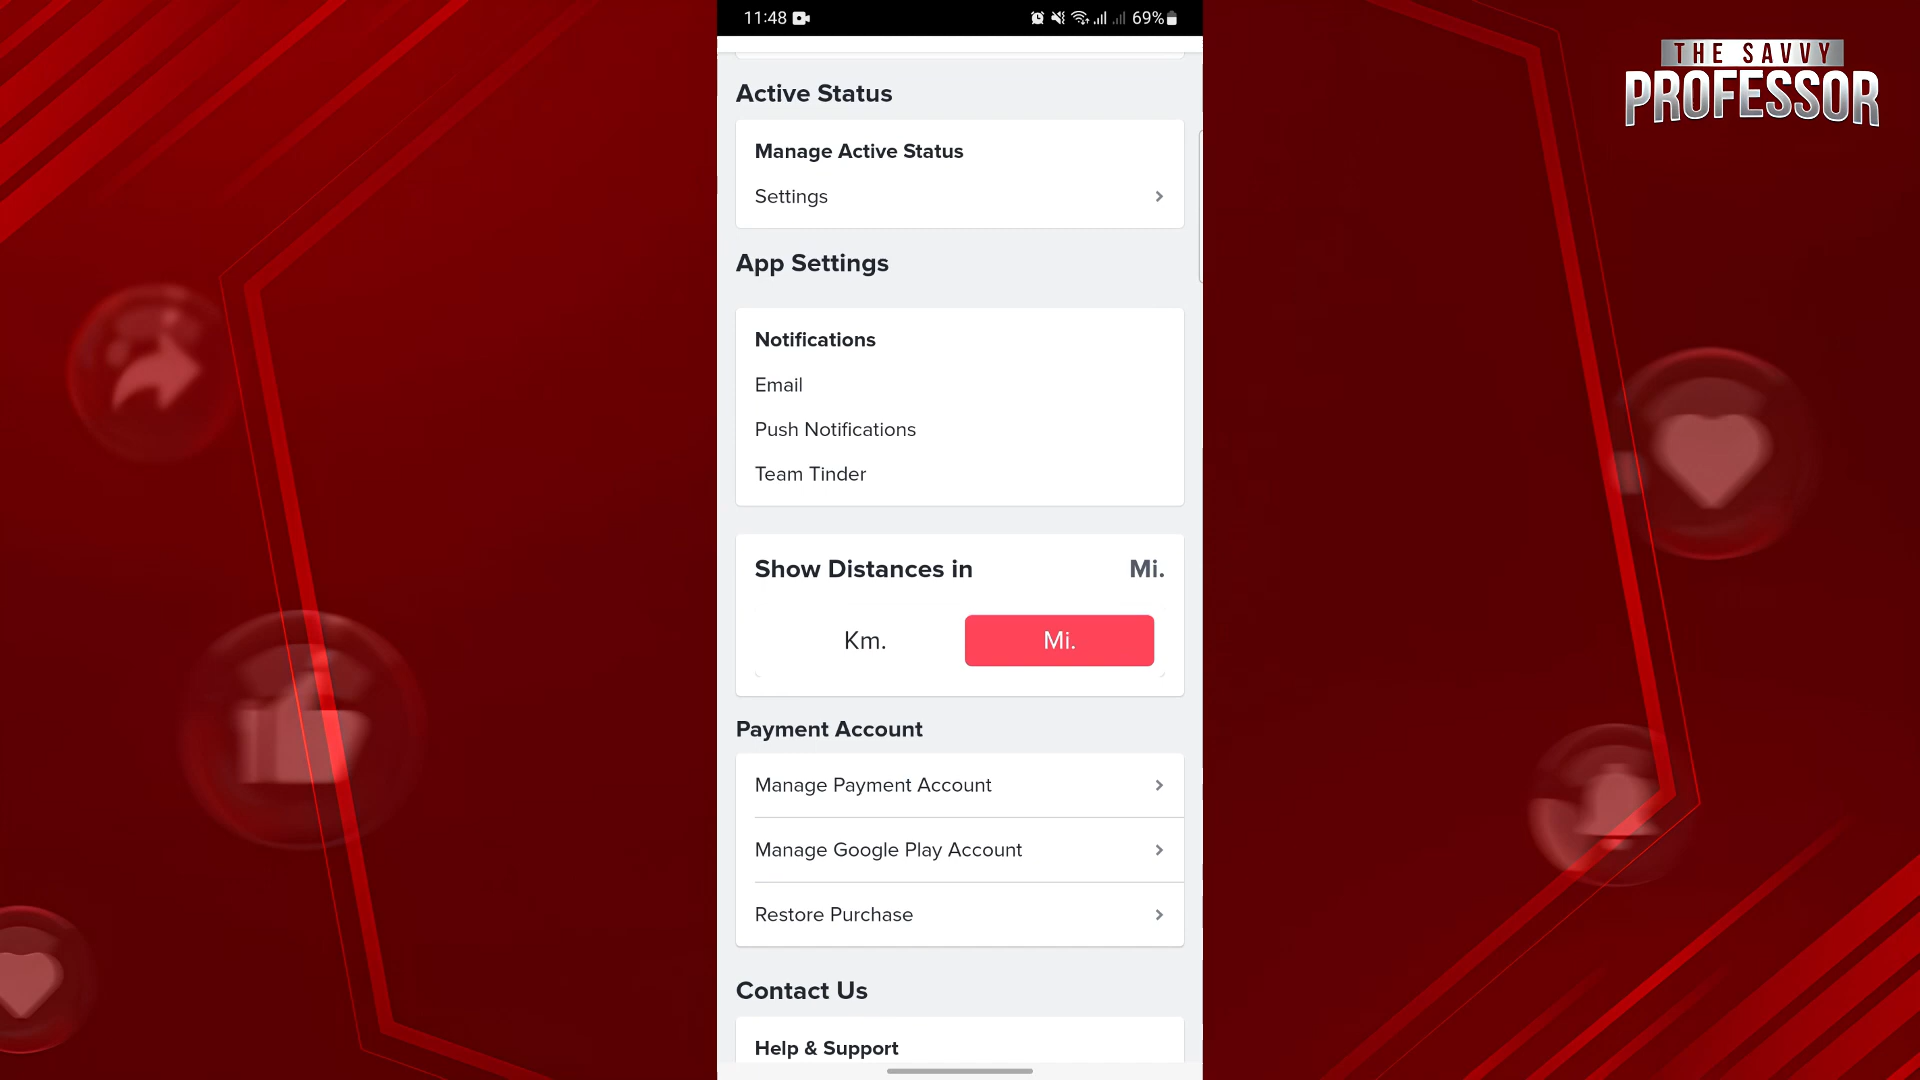 11:48
69%
THE SAVVY
PROFESSOR
Active Status
Manage Active Status
Settings
App Settings
Notifications
Email
Push Notifications
Team Tinder
Show Distances in Mi.
Km. Mi.
Payment Account
Manage Payment Account
Manage Google Play Account
Restore Purchase
Contact Us
Help & Support